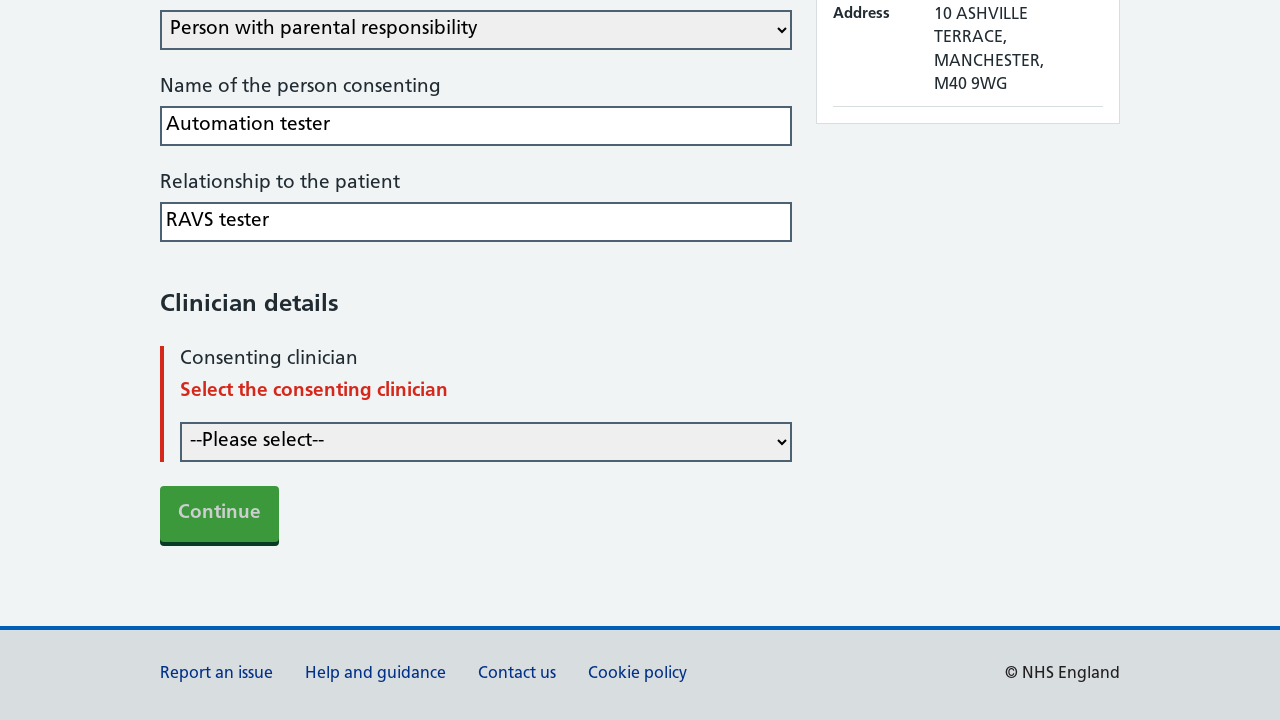 Person with parental responsibility
Name of the person consenting
Automation tester
Relationship to the patient
RAVS tester
Clinician details
Consenting clinician
Select the consenting clinician
--Please select--
Continue
Address
10 ASHVILLE
TERRACE,
MANCHESTER,
M40 9WG
Report an issue
Help and guidance
Contact us
Cookie policy
© NHS England